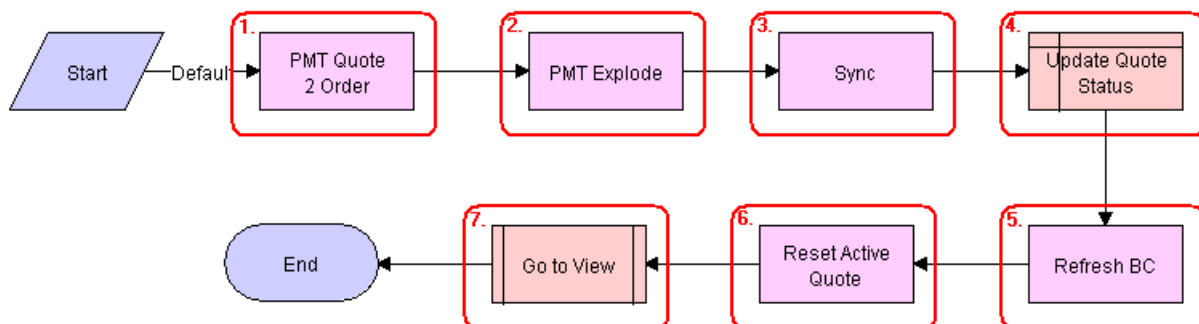 1.
2.
3.
4.
Start
Defaul
PMT Quote
2 Order
PMT Explode
Sync
Update Quote
Status
7.
6.
5.
End
Go to View
Reset Active
Quote
Refresh BC